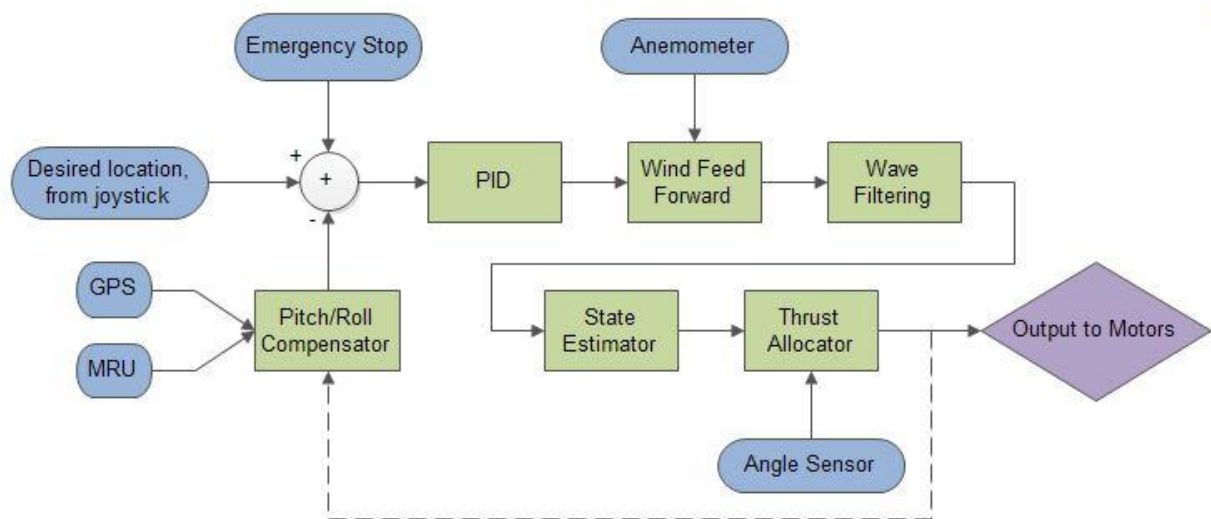 Emergency Stop
Anemometer
Desired location,
from joystick
+
+
-
PID
Wind Feed
Forward
Wave
Filtering
GPS
MRU
Pitch/Roll
Compensator
State
Estimator
Thrust
Allocator
Output to Motors
Angle Sensor